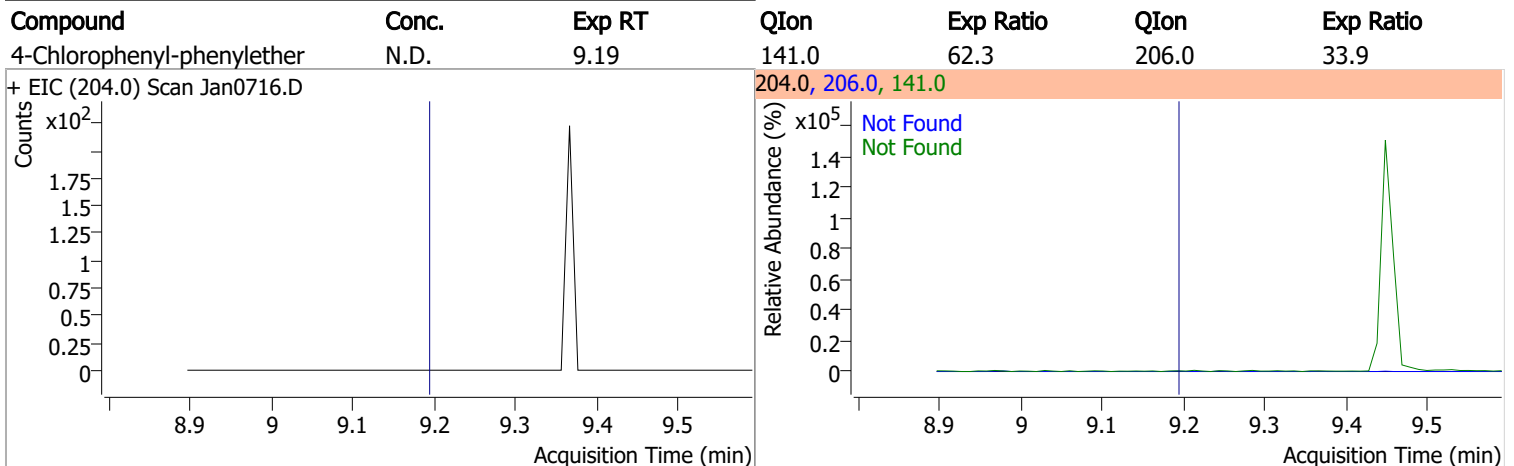 Compound Conc. Exp RT QIon Exp Ratio QIon Exp Ratio
4-Chlorophenyl-phenylether N.D. 9.19 141.0 62.3 206.0 33.9
+ EIC (204.0) Scan Jan0716.D
Counts
x10²
1.75
1.5
1.25
1
0.75
0.5
0.25
0
8.9 9 9.1 9.2 9.3 9.4 9.5
Acquisition Time (min)
204.0, 206.0, 141.0
Relative Abundance (%)
x10⁵
Not Found
Not Found
1.4
1.2
1
0.8
0.6
0.4
0.2
0
8.9 9 9.1 9.2 9.3 9.4 9.5
Acquisition Time (min)